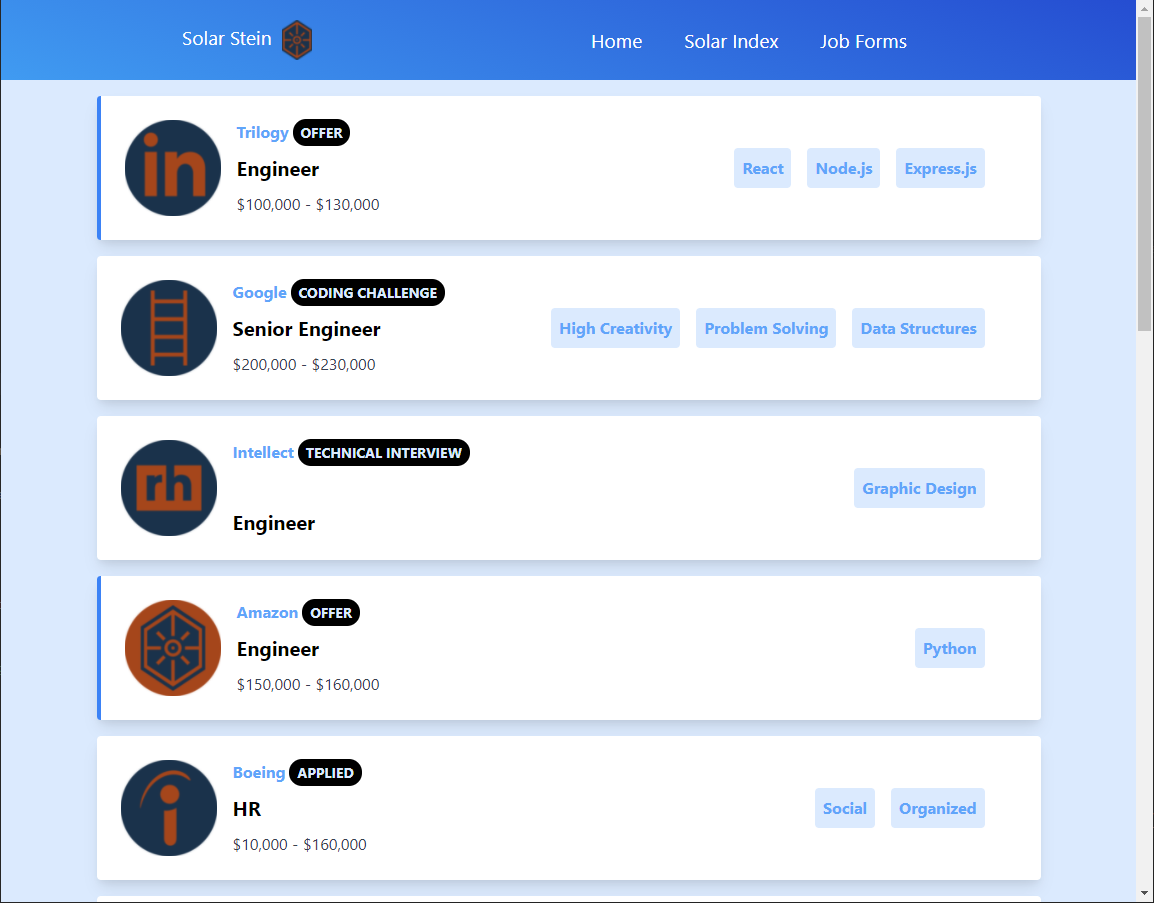 Solar Stein
Home Solar Index Job Forms
in
Trilogy OFFER
Engineer
$100,000 - $130,000
React Node.js Express.js
Google CODING CHALLENGE
Senior Engineer
$200,000 - $230,000
High Creativity Problem Solving Data Structures
rh
Intellect TECHNICAL INTERVIEW
Engineer
Graphic Design
Amazon OFFER
Engineer
$150,000 - $160,000
Python
i
Boeing APPLIED
HR
$10,000 - $160,000
Social Organized